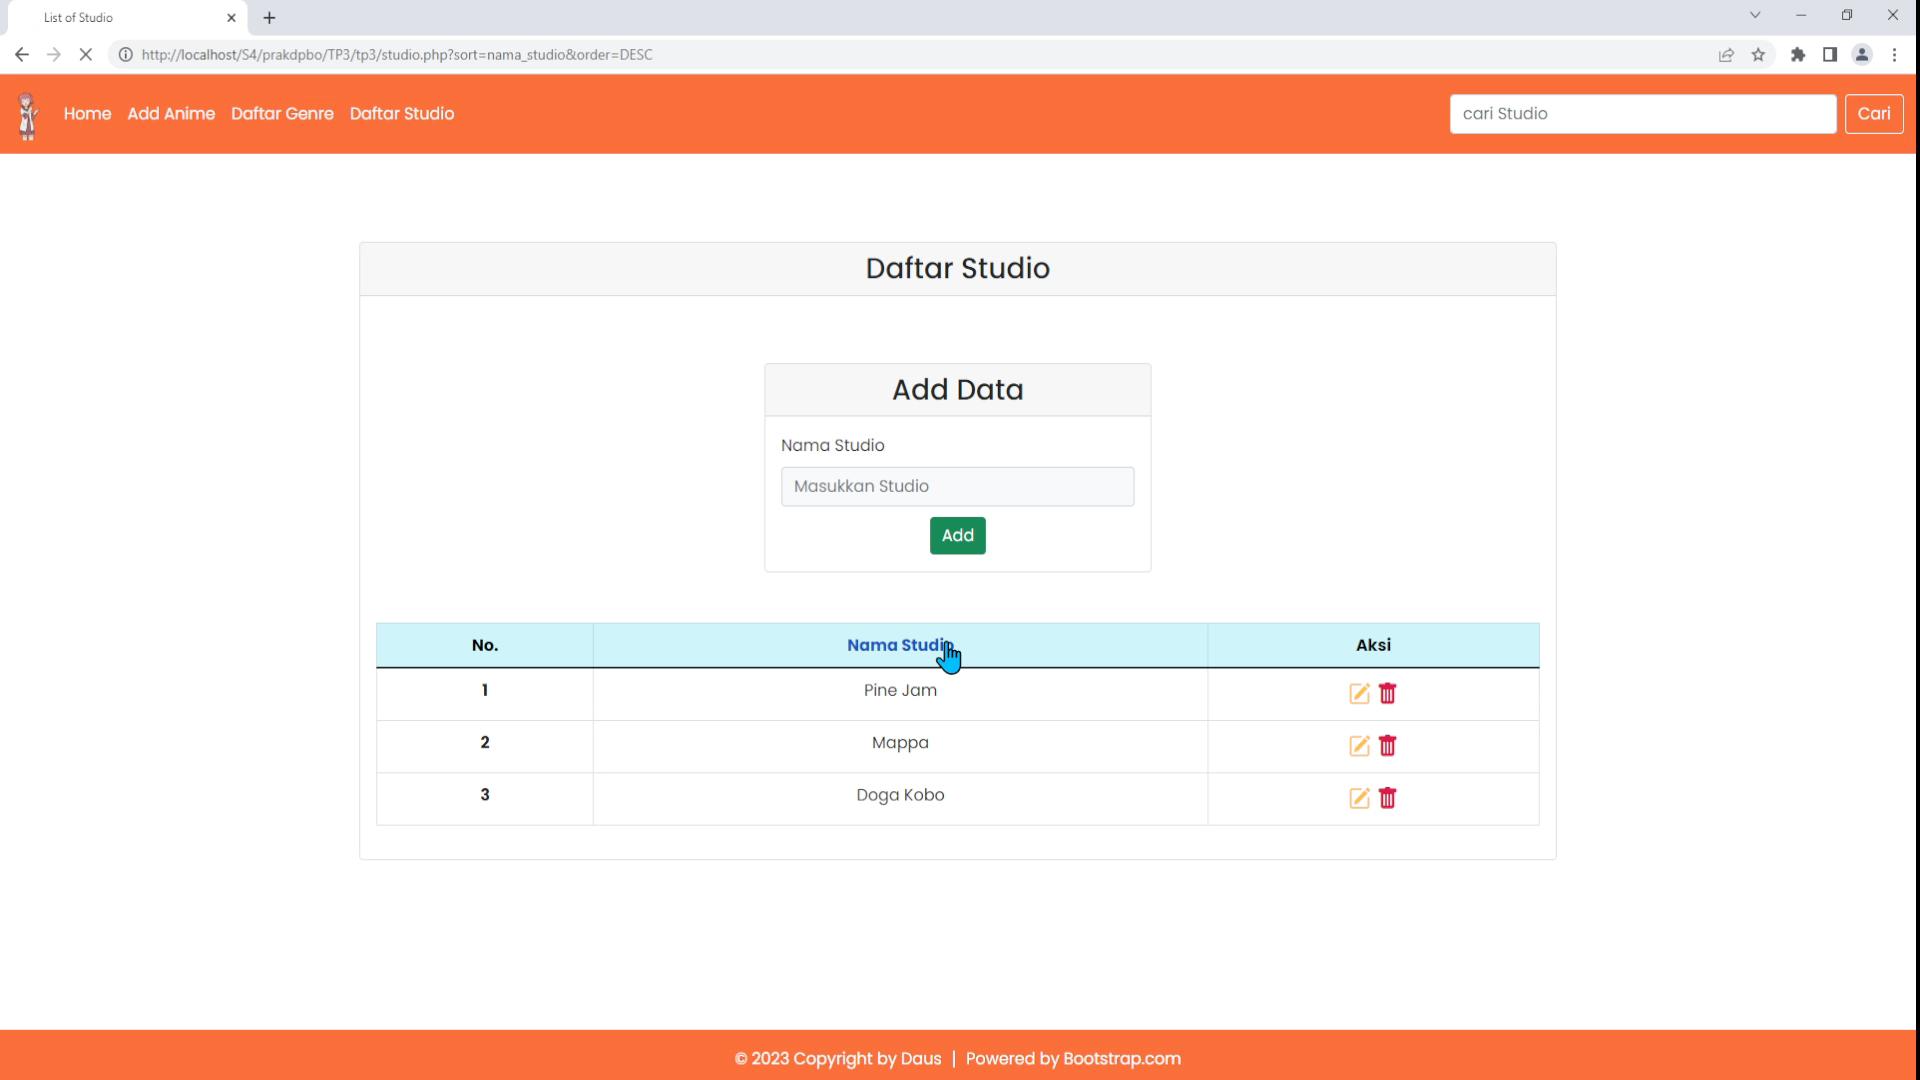 List of Studio
http://localhost/S4/prakdpbo/TP3/tp3/studio.php?sort=nama_studio&order=DESC
Home Add Anime Daftar Genre Daftar Studio cari Studio Cari
Daftar Studio
Add Data
Nama Studio
Masukkan Studio
Add
No. Nama Studio Aksi
1 Pine Jam
2 Mappa
3 Doga Kobo
© 2023 Copyright by Daus | Powered by Bootstrap.com